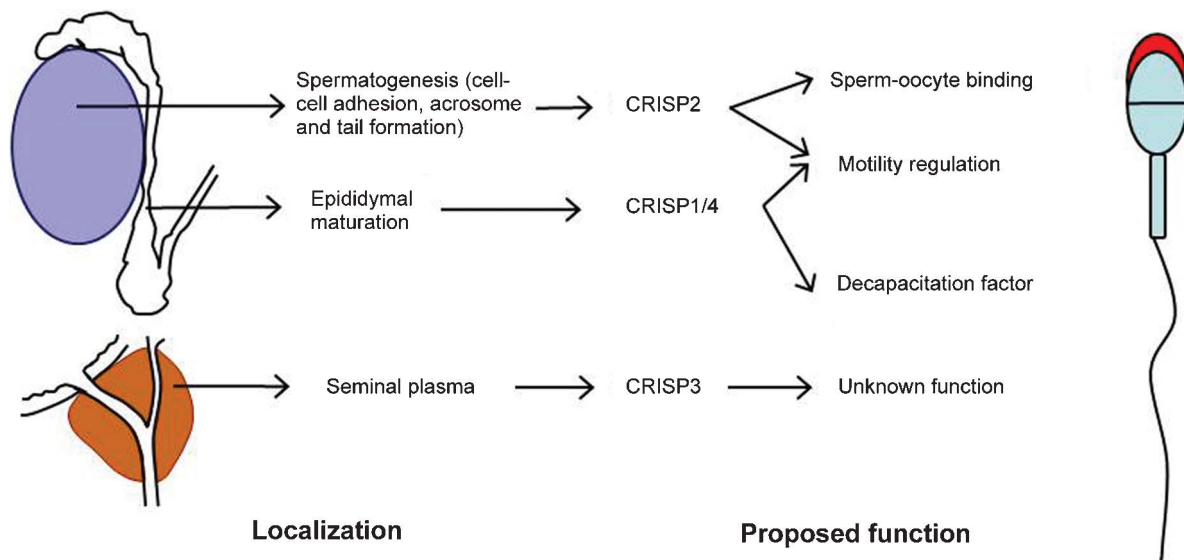 Spermatogenesis (cell-
cell adhesion, acrosome
and tail formation)
CRISP2
Sperm-oocyte binding
Motility regulation
Epididymal
maturation
CRISP1/4
Decapacitation factor
Seminal plasma
CRISP3
Unknown function
Localization
Proposed function